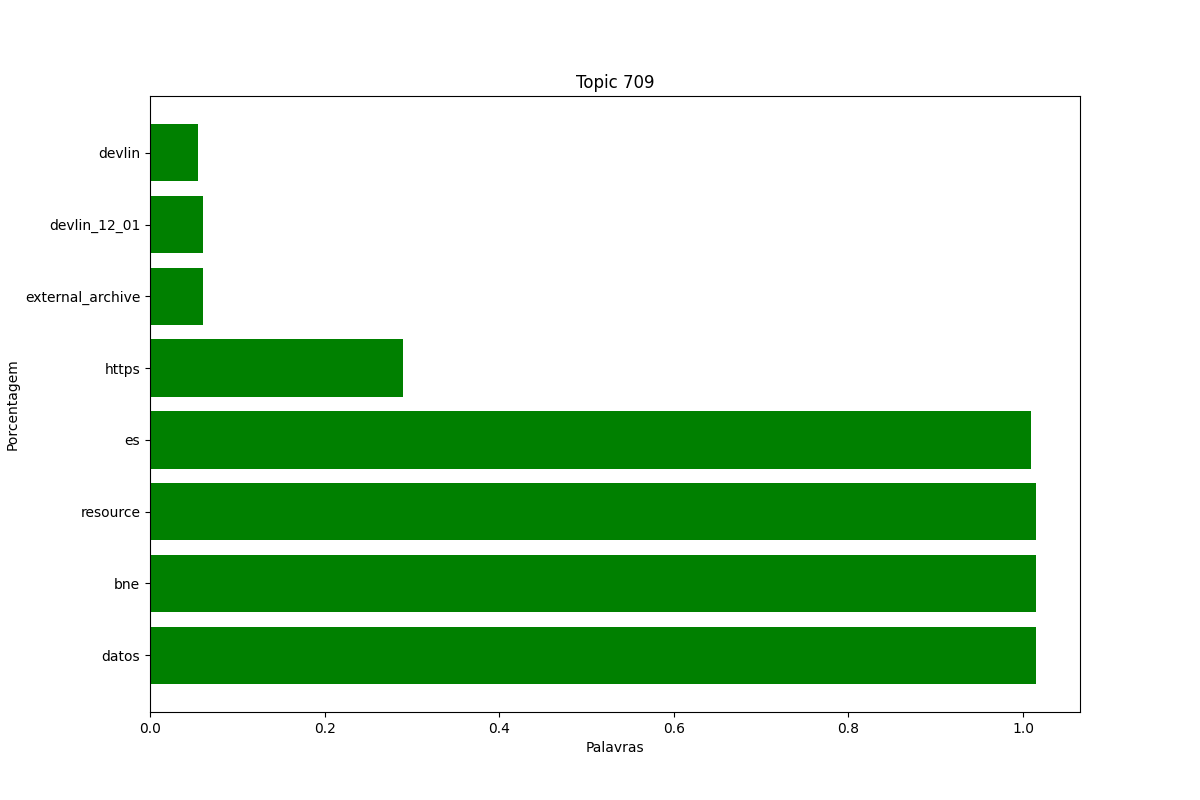 Topic 709
devlin
devlin_12_01
external_archive
https
es
resource
bne
datos
Porcentagem
0.0 0.2 0.4 0.6 0.8 1.0
Palavras